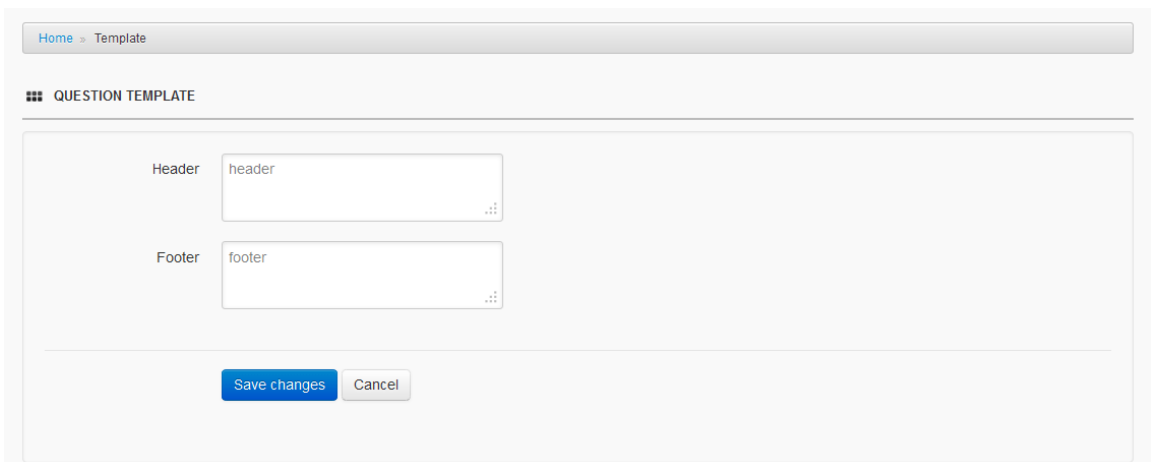 Home » Template
QUESTION TEMPLATE
Header
header
Footer
footer
Save changes Cancel